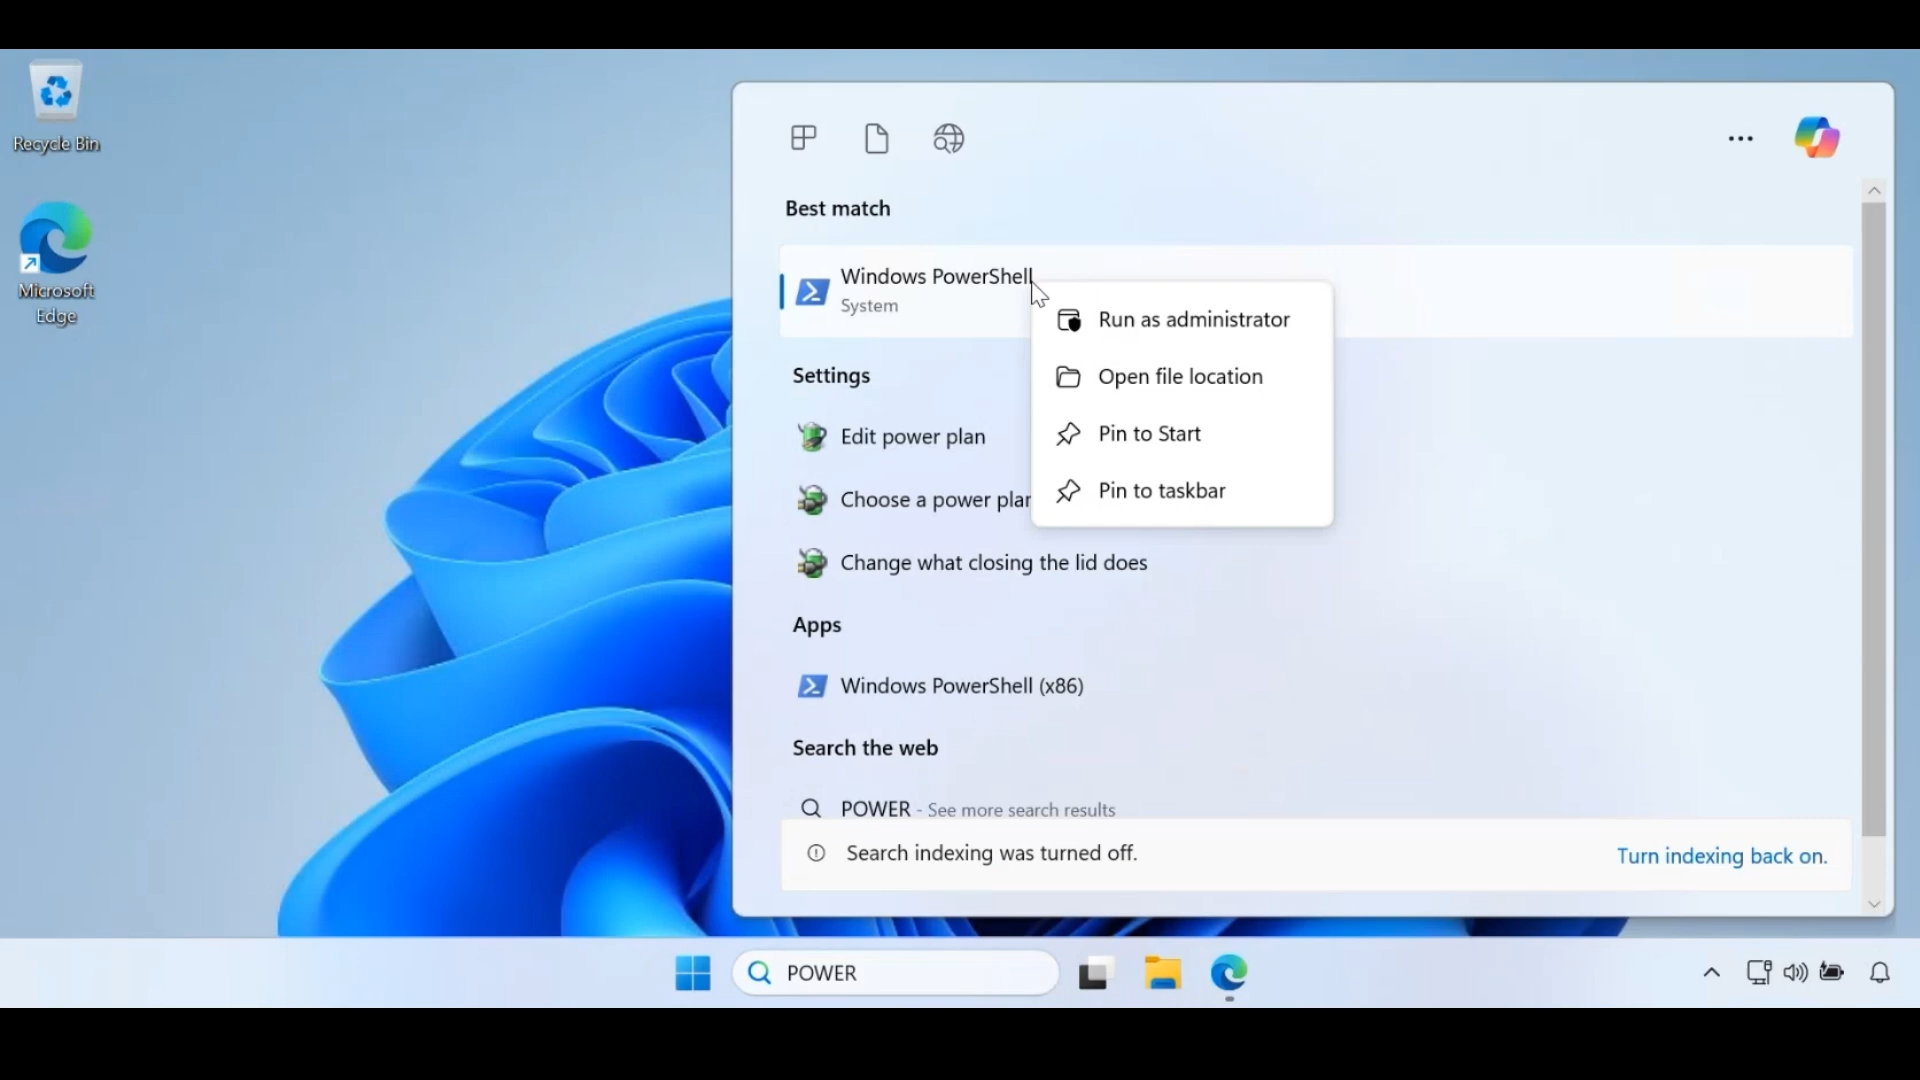 Recycle Bin
Microsoft
Edge
Best match
Windows PowerShell
System
Run as administrator
Open file location
Pin to Start
Pin to taskbar
Settings
Edit power plan
Choose a power plan
Change what closing the lid does
Apps
Windows PowerShell (x86)
Search the web
POWER - See more search results
Search indexing was turned off.
Turn indexing back on.
POWER